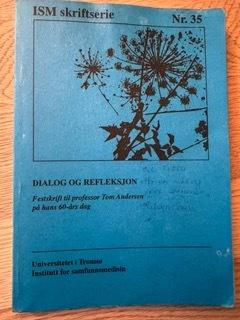 ISM skriftserie
Nr. 35
DIALOG OG REFLEKSJON
Festskrift til professor Tom Andersen
på hans 60-års dag
Universitetet i Tromsø
Institutt for samfunnsmedisin